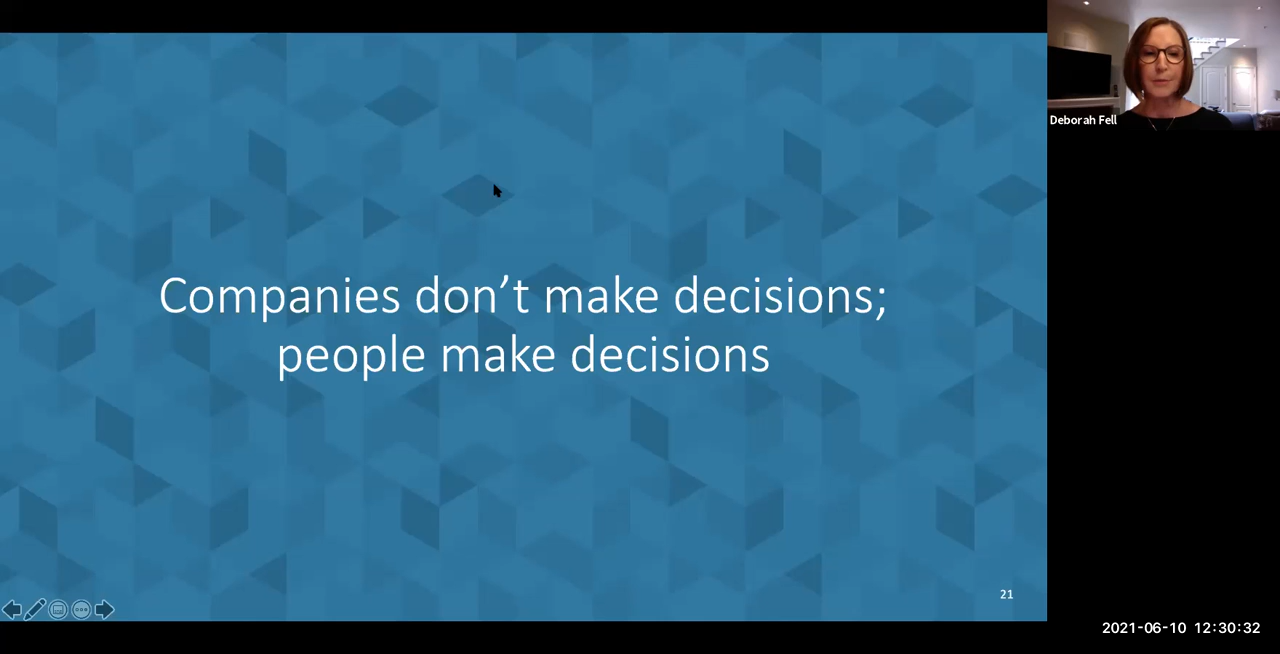 Companies don’t make decisions;
people make decisions
21
Deborah Fell
2021-06-10 12:30:32